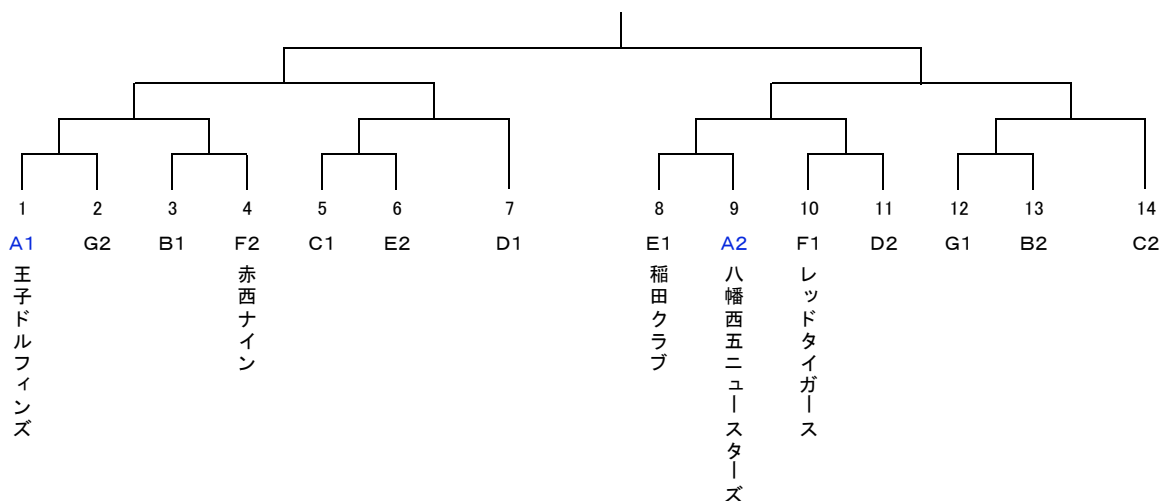 1 2 3 4 5 6 7 8 9 10 11 12 13 14
A1 G2 B1 F2 C1 E2 D1 E1 A2 F1 D2 G1 B2 C2
王子ドルフィンズ
赤西ナイン
稲田クラブ
八幡西五ニュースターズ
レッドタイガース